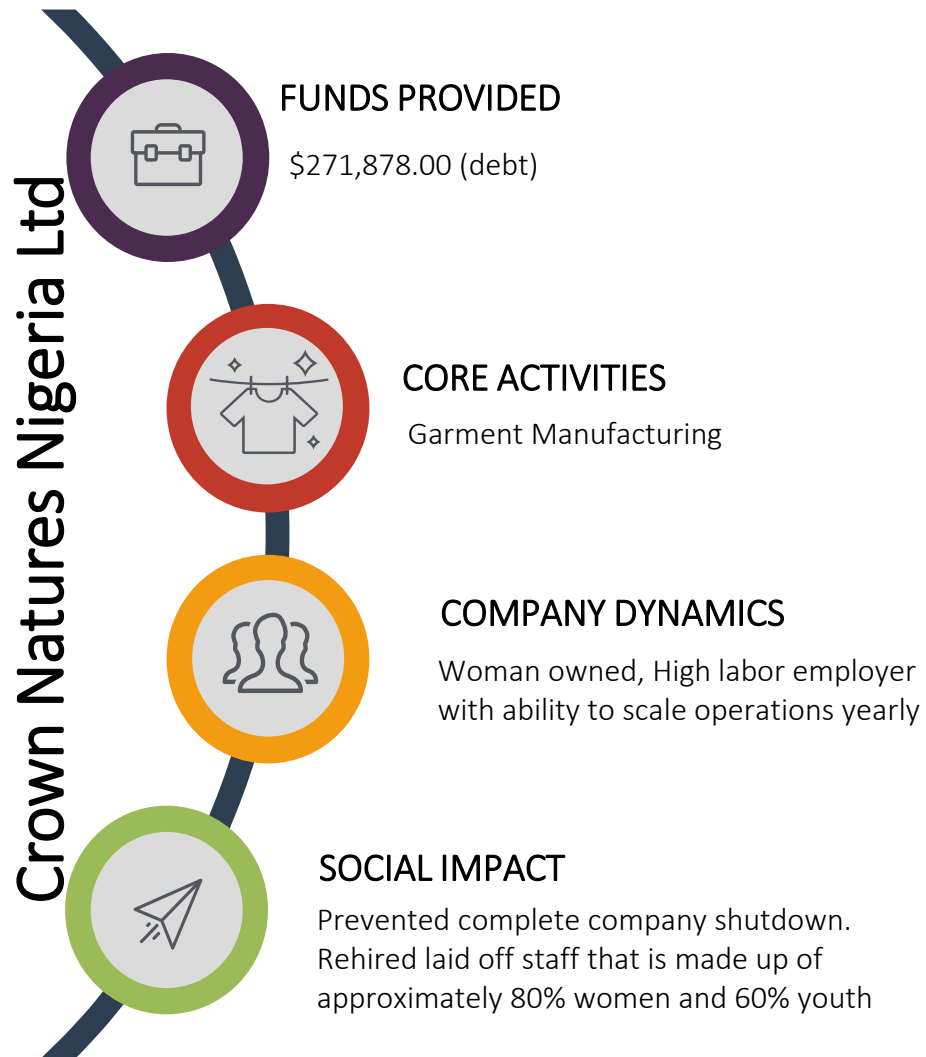 Crown Natures Nigeria Ltd
FUNDS PROVIDED
$271,878.00 (debt)
CORE ACTIVITIES
Garment Manufacturing
COMPANY DYNAMICS
Woman owned, High labor employer
with ability to scale operations yearly
SOCIAL IMPACT
Prevented complete company shutdown.
Rehired laid off staff that is made up of
approximately 80% women and 60% youth